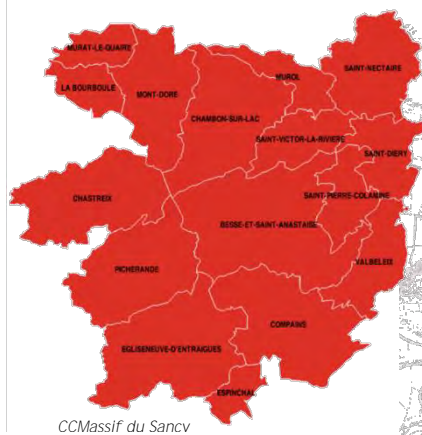 MURAT-LE-QUAIRE
LA BOURBOULE
MONT-DORE
MUROL
SAINT-NECTAIRE
CHAMBON-SUR-LAC
SAINT-VICTOR-LA-RIVIERE
SAINT-DIERY
CHASTREIX
SAINT-PIERRE-COLAMINE
BESSE-ET-SAINT-ANASTAISE
VALBELEIX
PICHERANDE
COMPAINS
EGLISENEUVE-D'ENTRAIGUES
ESPINCHAL
CCMassif du Sancy